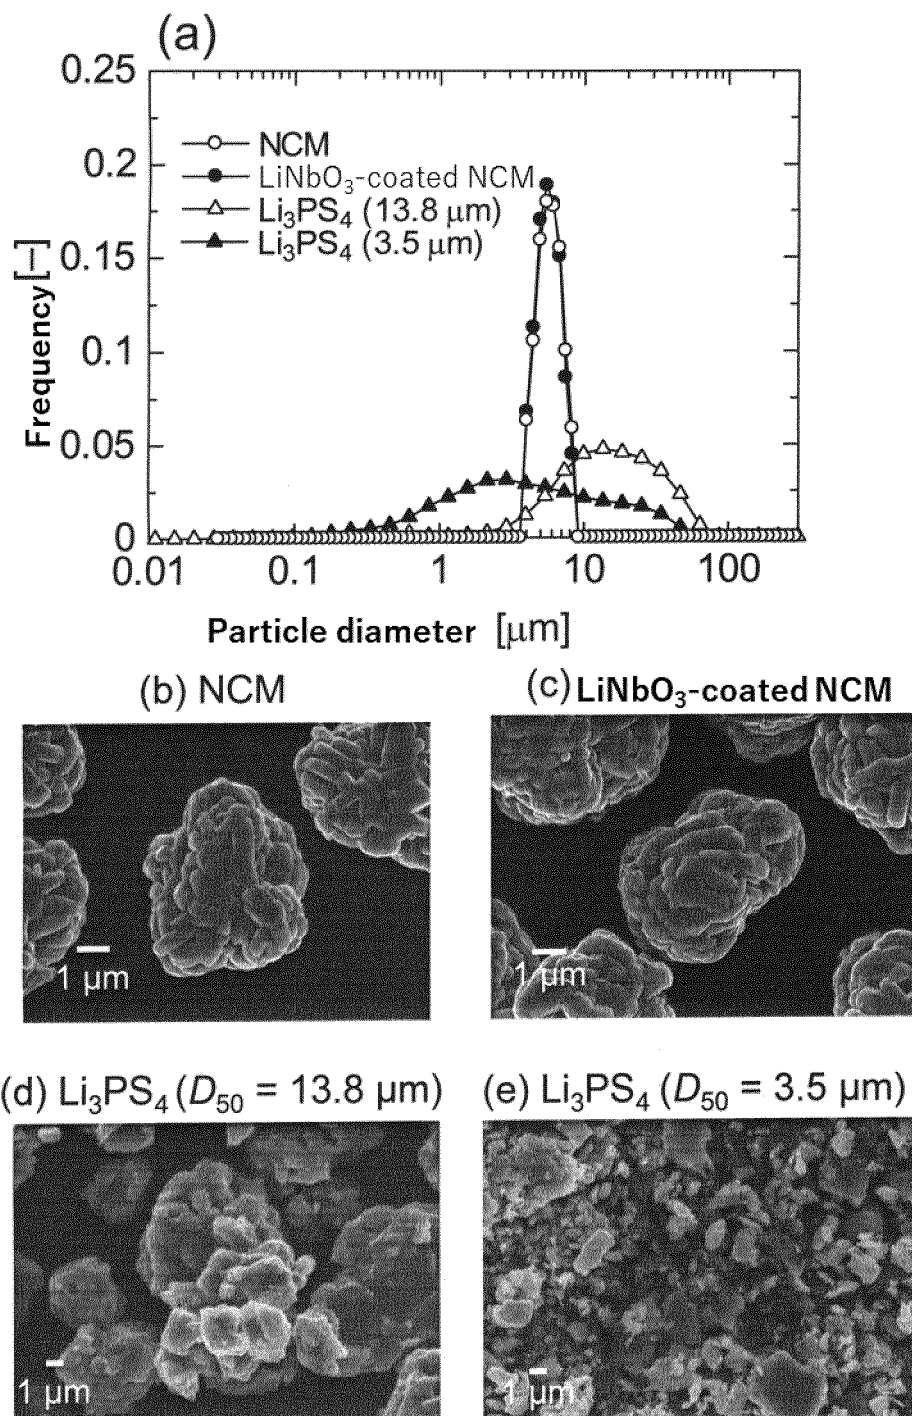 (a)
0.25
0.2
0.15
0.1
0.05
0
Frequency [−]
NCM
LiNbO₃-coated NCM
Li₃PS₄ (13.8 μm)
Li₃PS₄ (3.5 μm)
0.01 0.1 1 10 100
Particle diameter [μm]
(b) NCM
(c) LiNbO₃-coated NCM
1 μm
1 μm
(d) Li₃PS₄ (D₅₀ = 13.8 μm)
(e) Li₃PS₄ (D₅₀ = 3.5 μm)
1 μm
1 μm